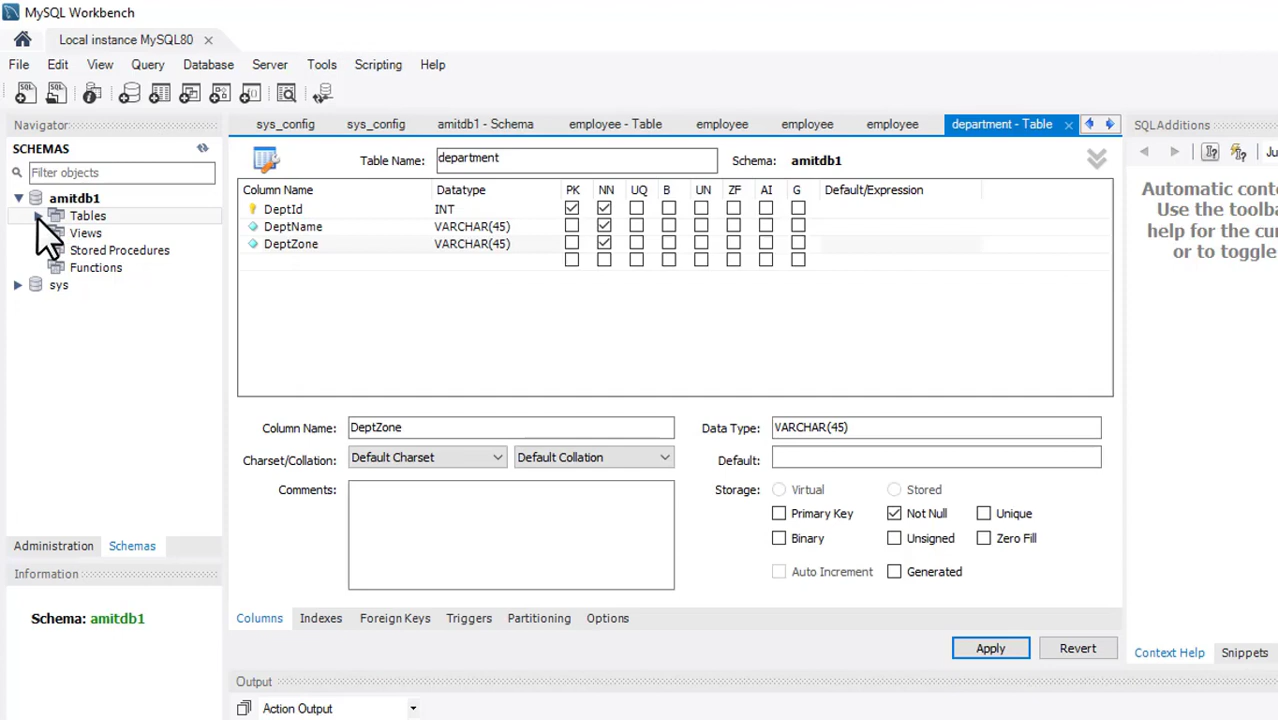 MySQL Workbench
Local instance MySQL80
File Edit View Query Database Server Tools Scripting Help
Navigator
SCHEMAS
Filter objects
amitdb1
Tables
Views
Stored Procedures
Functions
sys
Administration Schemas
Information
Schema: amitdb1
sys_config sys_config amitdb1 - Schema employee - Table employee employee employee department - Table
Table Name: department Schema: amitdb1
Column Name Datatype PK NN UQ B UN ZF AI G Default/Expression
DeptId INT
DeptName VARCHAR(45)
DeptZone VARCHAR(45)
Column Name: DeptZone Data Type: VARCHAR(45)
Charset/Collation: Default Charset Default Collation Default:
Comments: Storage: Virtual Stored
Primary Key Not Null Unique
Binary Unsigned Zero Fill
Auto Increment Generated
Columns Indexes Foreign Keys Triggers Partitioning Options
Apply Revert
Output
Action Output
SQLAdditions
Ju
Automatic conte
Use the toolba
help for the curr
or to toggle
Context Help Snippets